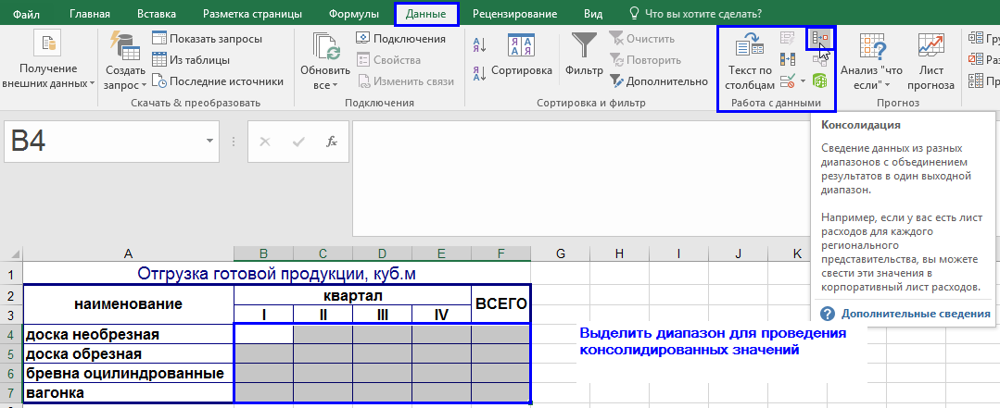 Файл Главная Вставка Разметка страницы Формулы Данные Рецензирование Вид Что вы хотите сделать?
Получение
внешних данных
Создать
запрос
Показать запросы
Из таблицы
Последние источники
Скачать & преобразовать
Обновить
все
Подключения
Свойства
Изменить связи
Подключения
Сортировка
Фильтр
Очистить
Повторить
Дополнительно
Сортировка и фильтр
Текст по
столбцам
Работа с данными
Анализ "что
если"
Лист
прогноза
Прогноз
B4
fx
Консолидация
Сведение данных из разных
диапазонов с объединением
результатов в один выходной
диапазон.
Например, если у вас есть лист
расходов для каждого
регионального
представительства, вы можете
свести эти значения в
корпоративный лист расходов.
Дополнительные сведения
A B C D E F G H I J K
1 Отгрузка готовой продукции, куб.м
2 наименование квартал ВСЕГО
3 I II III IV
4 доска необрезная
5 доска обрезная
6 бревна оцилиндрованные
7 вагонка
Выделить диапазон для проведения
консолидированных значений